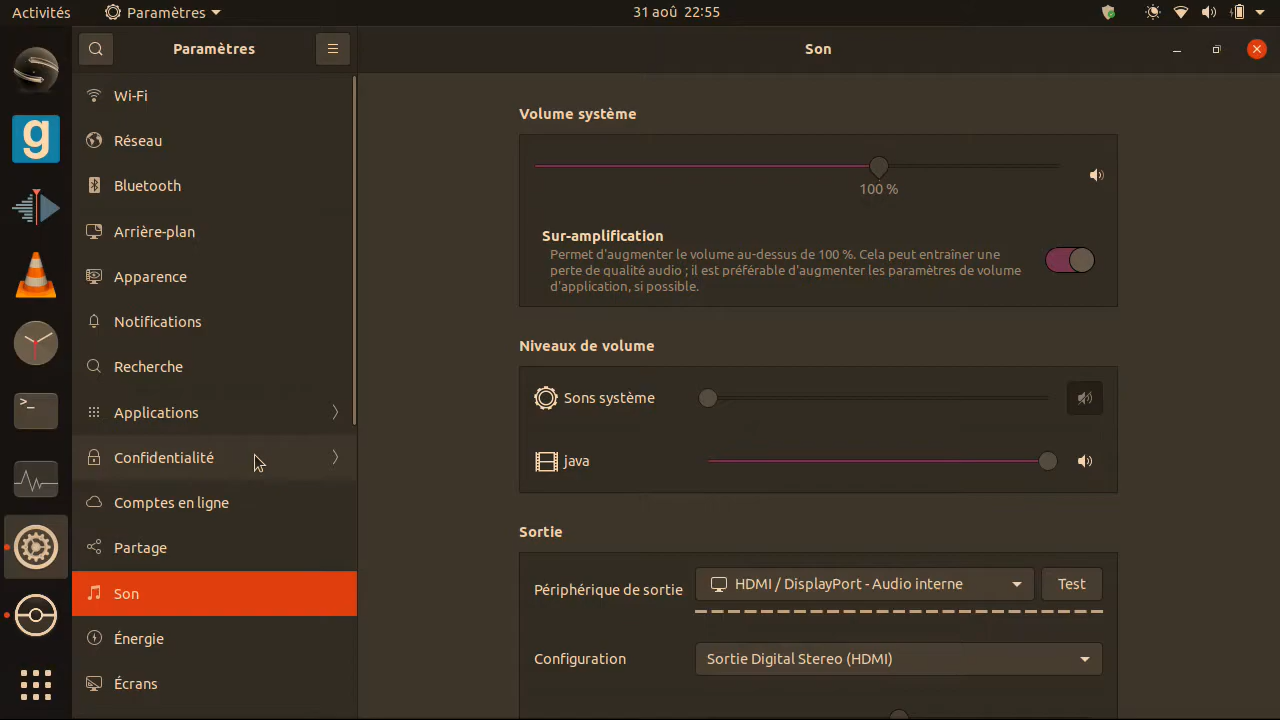 Activités
Paramètres
31 aoû 22:55
Paramètres
Son
Wi-Fi
Réseau
Bluetooth
Arrière-plan
Apparence
Notifications
Recherche
Applications
Confidentialité
Comptes en ligne
Partage
Son
Énergie
Écrans
g
>_
Volume système
100 %
Sur-amplification
Permet d'augmenter le volume au-dessus de 100 %. Cela peut entraîner une
perte de qualité audio ; il est préférable d'augmenter les paramètres de volume
d'application, si possible.
Niveaux de volume
Sons système
java
Sortie
Périphérique de sortie
HDMI / DisplayPort - Audio interne
Test
Configuration
Sortie Digital Stereo (HDMI)